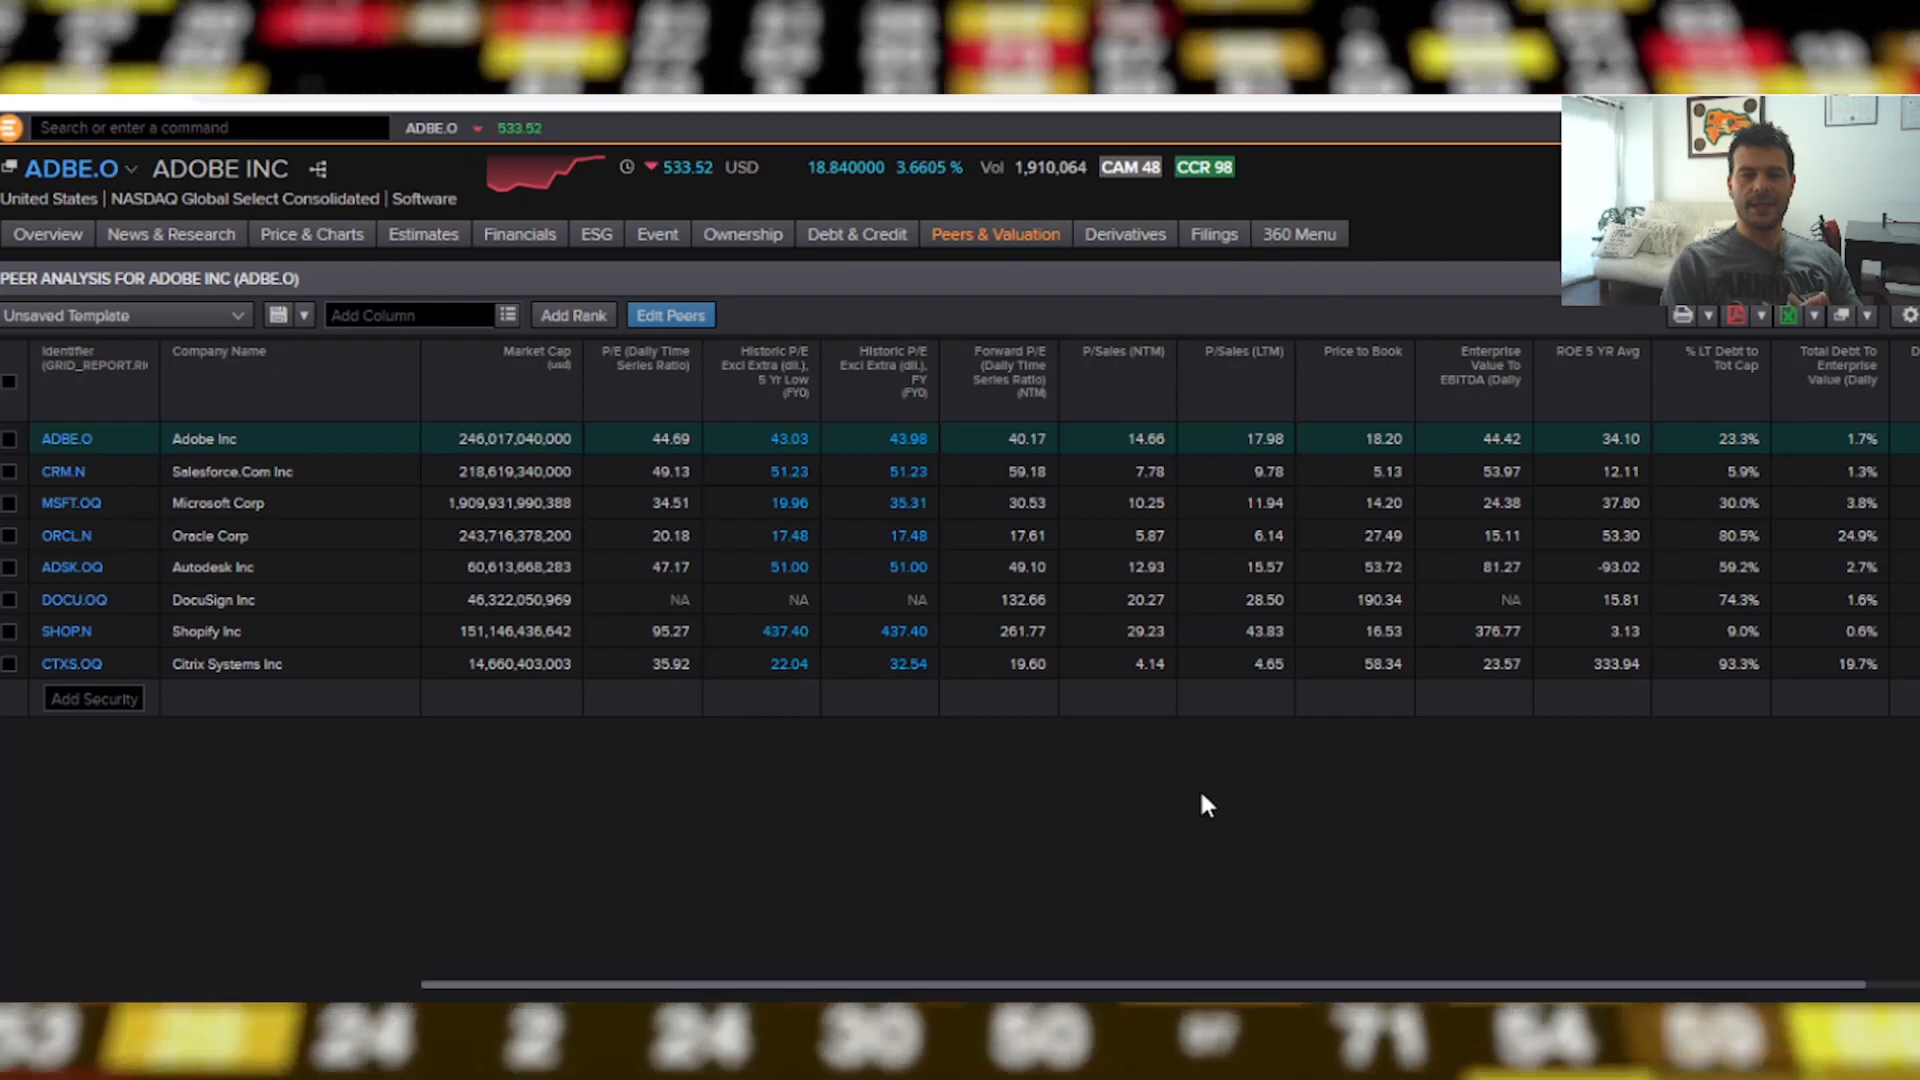 Search or enter a command
ADBE.O 533.52
ADBE.O ADOBE INC 533.52 USD 18.840000 3.6605 % Vol 1,910,064 CAM 48 CCR 98
United States | NASDAQ Global Select Consolidated | Software
Overview News & Research Price & Charts Estimates Financials ESG Event Ownership Debt & Credit Peers & Valuation Derivatives Filings 360 Menu
PEER ANALYSIS FOR ADOBE INC (ADBE.O)
Unsaved Template Add Column Add Rank Edit Peers
Identifier Company Name Market Cap P/E (Daily Time Historic P/E Historic P/E Forward P/E P/Sales (NTM) P/Sales (LTM) Price to Book Enterprise ROE 5 YR Avg % LT Debt to Total Debt To D
(GRID_REPORT.RI (usd) Series Ratio) Excl Extra (dil.), Excl Extra (dil.), (Daily Time Value To Tot Cap Enterprise
5 Yr Low FY Series Ratio) EBITDA (Daily Value (Daily
(FY0) (FY0) (NTM)
ADBE.O Adobe Inc 246,017,040,000 44.69 43.03 43.98 40.17 14.66 17.98 18.20 44.42 34.10 23.3% 1.7%
CRM.N Salesforce.Com Inc 218,619,340,000 49.13 51.23 51.23 59.18 7.78 9.78 5.13 53.97 12.11 5.9% 1.3%
MSFT.OQ Microsoft Corp 1,909,931,990,388 34.51 19.96 35.31 30.53 10.25 11.94 14.20 24.38 37.80 30.0% 3.8%
ORCL.N Oracle Corp 243,716,378,200 20.18 17.48 17.48 17.61 5.87 6.14 27.49 15.11 53.30 80.5% 24.9%
ADSK.OQ Autodesk Inc 60,613,668,283 47.17 51.00 51.00 49.10 12.93 15.57 53.72 81.27 -93.02 59.2% 2.7%
DOCU.OQ DocuSign Inc 46,322,050,969 NA NA NA 132.66 20.27 28.50 190.34 NA 15.81 74.3% 1.6%
SHOP.N Shopify Inc 151,146,436,642 95.27 437.40 437.40 261.77 29.23 43.83 16.53 376.77 3.13 9.0% 0.6%
CTXS.OQ Citrix Systems Inc 14,660,403,003 35.92 22.04 32.54 19.60 4.14 4.65 58.34 23.57 333.94 93.3% 19.7%
Add Security
24 2 24 30 50 71 54